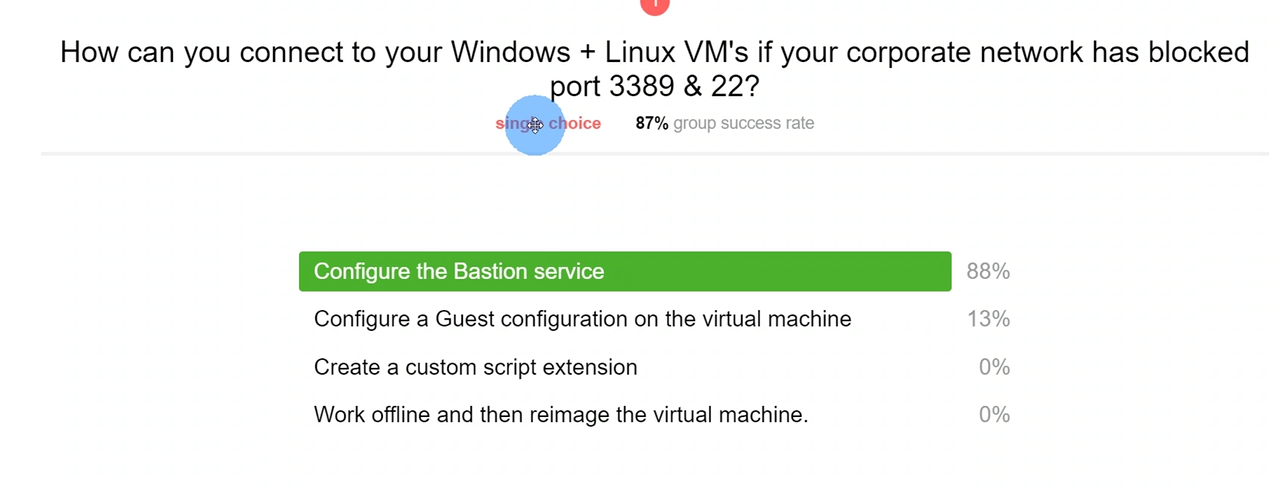 How can you connect to your Windows + Linux VM's if your corporate network has blocked
port 3389 & 22?
single choice 87% group success rate
Configure the Bastion service 88%
Configure a Guest configuration on the virtual machine 13%
Create a custom script extension 0%
Work offline and then reimage the virtual machine. 0%